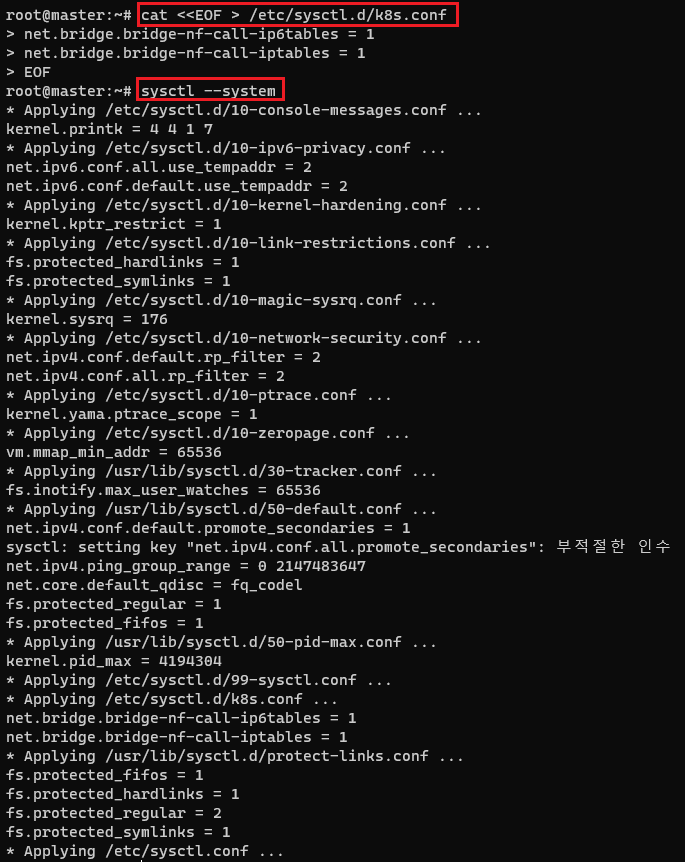 root@master:~# cat <<EOF > /etc/sysctl.d/k8s.conf
> net.bridge.bridge-nf-call-ip6tables = 1
> net.bridge.bridge-nf-call-iptables = 1
> EOF
root@master:~# sysctl --system
* Applying /etc/sysctl.d/10-console-messages.conf ...
kernel.printk = 4 4 1 7
* Applying /etc/sysctl.d/10-ipv6-privacy.conf ...
net.ipv6.conf.all.use_tempaddr = 2
net.ipv6.conf.default.use_tempaddr = 2
* Applying /etc/sysctl.d/10-kernel-hardening.conf ...
kernel.kptr_restrict = 1
* Applying /etc/sysctl.d/10-link-restrictions.conf ...
fs.protected_hardlinks = 1
fs.protected_symlinks = 1
* Applying /etc/sysctl.d/10-magic-sysrq.conf ...
kernel.sysrq = 176
* Applying /etc/sysctl.d/10-network-security.conf ...
net.ipv4.conf.default.rp_filter = 2
net.ipv4.conf.all.rp_filter = 2
* Applying /etc/sysctl.d/10-ptrace.conf ...
kernel.yama.ptrace_scope = 1
* Applying /etc/sysctl.d/10-zeropage.conf ...
vm.mmap_min_addr = 65536
* Applying /usr/lib/sysctl.d/30-tracker.conf ...
fs.inotify.max_user_watches = 65536
* Applying /usr/lib/sysctl.d/50-default.conf ...
net.ipv4.conf.default.promote_secondaries = 1
sysctl: setting key "net.ipv4.conf.all.promote_secondaries": 부적절한 인수
net.ipv4.ping_group_range = 0 2147483647
net.core.default_qdisc = fq_codel
fs.protected_regular = 1
fs.protected_fifos = 1
* Applying /usr/lib/sysctl.d/50-pid-max.conf ...
kernel.pid_max = 4194304
* Applying /etc/sysctl.d/99-sysctl.conf ...
* Applying /etc/sysctl.d/k8s.conf ...
net.bridge.bridge-nf-call-ip6tables = 1
net.bridge.bridge-nf-call-iptables = 1
* Applying /usr/lib/sysctl.d/protect-links.conf ...
fs.protected_fifos = 1
fs.protected_hardlinks = 1
fs.protected_regular = 2
fs.protected_symlinks = 1
* Applying /etc/sysctl.conf ...